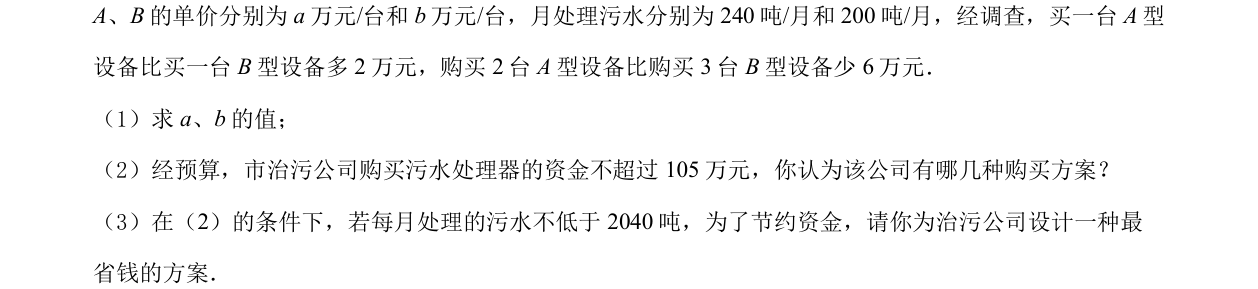 A、B 的单价分别为 a 万元/台和 b 万元/台，月处理污水分别为 240 吨/月和 200 吨/月，经调查，买一台 A 型
设备比买一台 B 型设备多 2 万元，购买 2 台 A 型设备比购买 3 台 B 型设备少 6 万元．
（1）求 a、b 的值；
（2）经预算，市治污公司购买污水处理器的资金不超过 105 万元，你认为该公司有哪几种购买方案？
（3）在（2）的条件下，若每月处理的污水不低于 2040 吨，为了节约资金，请你为治污公司设计一种最
省钱的方案．